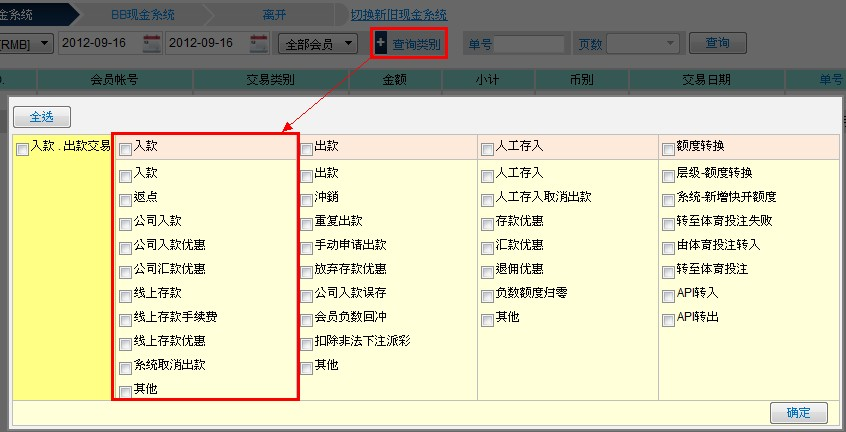 金系统 BB现金系统 离开 切换新旧现金系统
[RMB] 2012-09-16 2012-09-16 全部会员 + 查询类别 单号 页数 查询
会员帐号 交易类别 金额 小计 币别 交易日期 单号
全选
入款 . 出款交易 入款 出款 人工存入 额度转换
入款 出款 人工存入 层级-额度转换
返点 沖銷 人工存入取消出款 系统-新增快开额度
公司入款 重复出款 存款优惠 转至体育投注失败
公司入款优惠 手动申请出款 汇款优惠 由体育投注转入
公司汇款优惠 放弃存款优惠 退佣优惠 转至体育投注
线上存款 公司入款误存 负数额度归零 API转入
线上存款手续费 会员负数回冲 其他 API转出
线上存款优惠 扣除非法下注派彩
系统取消出款 其他
其他
确定